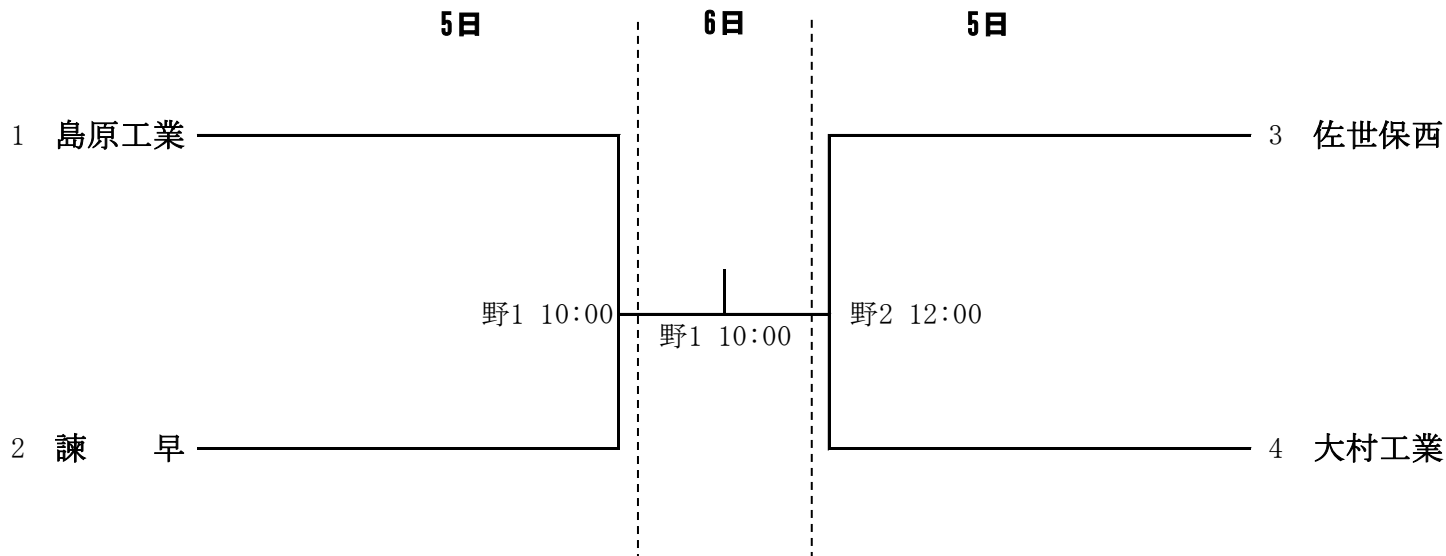 5日 6日 5日
1 島原工業
3 佐世保西
野1 10:00
野2 12:00
野1 10:00
2 諫 早
4 大村工業